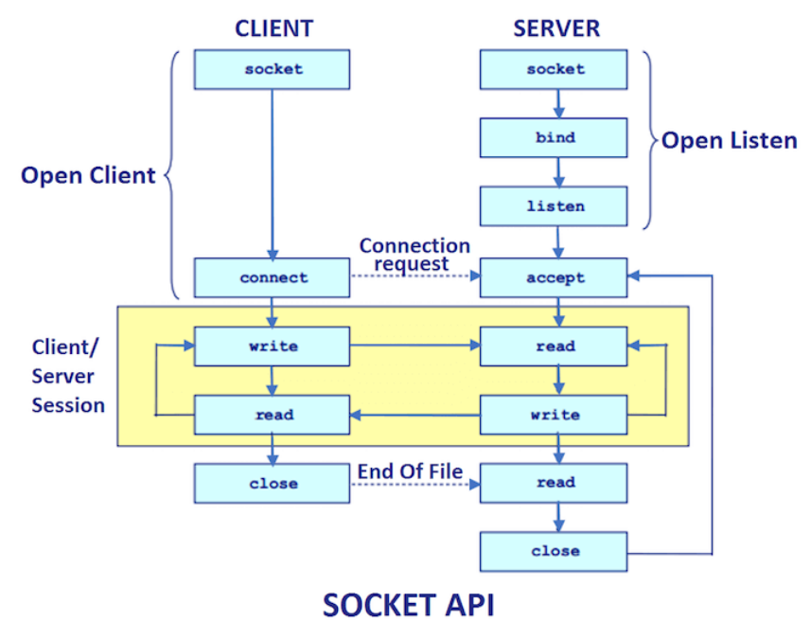 CLIENT
SERVER
socket
socket
bind
Open Listen
Open Client
listen
Connection
request
connect
accept
Client/
Server
Session
write
read
read
write
close
End Of File
read
close
SOCKET API